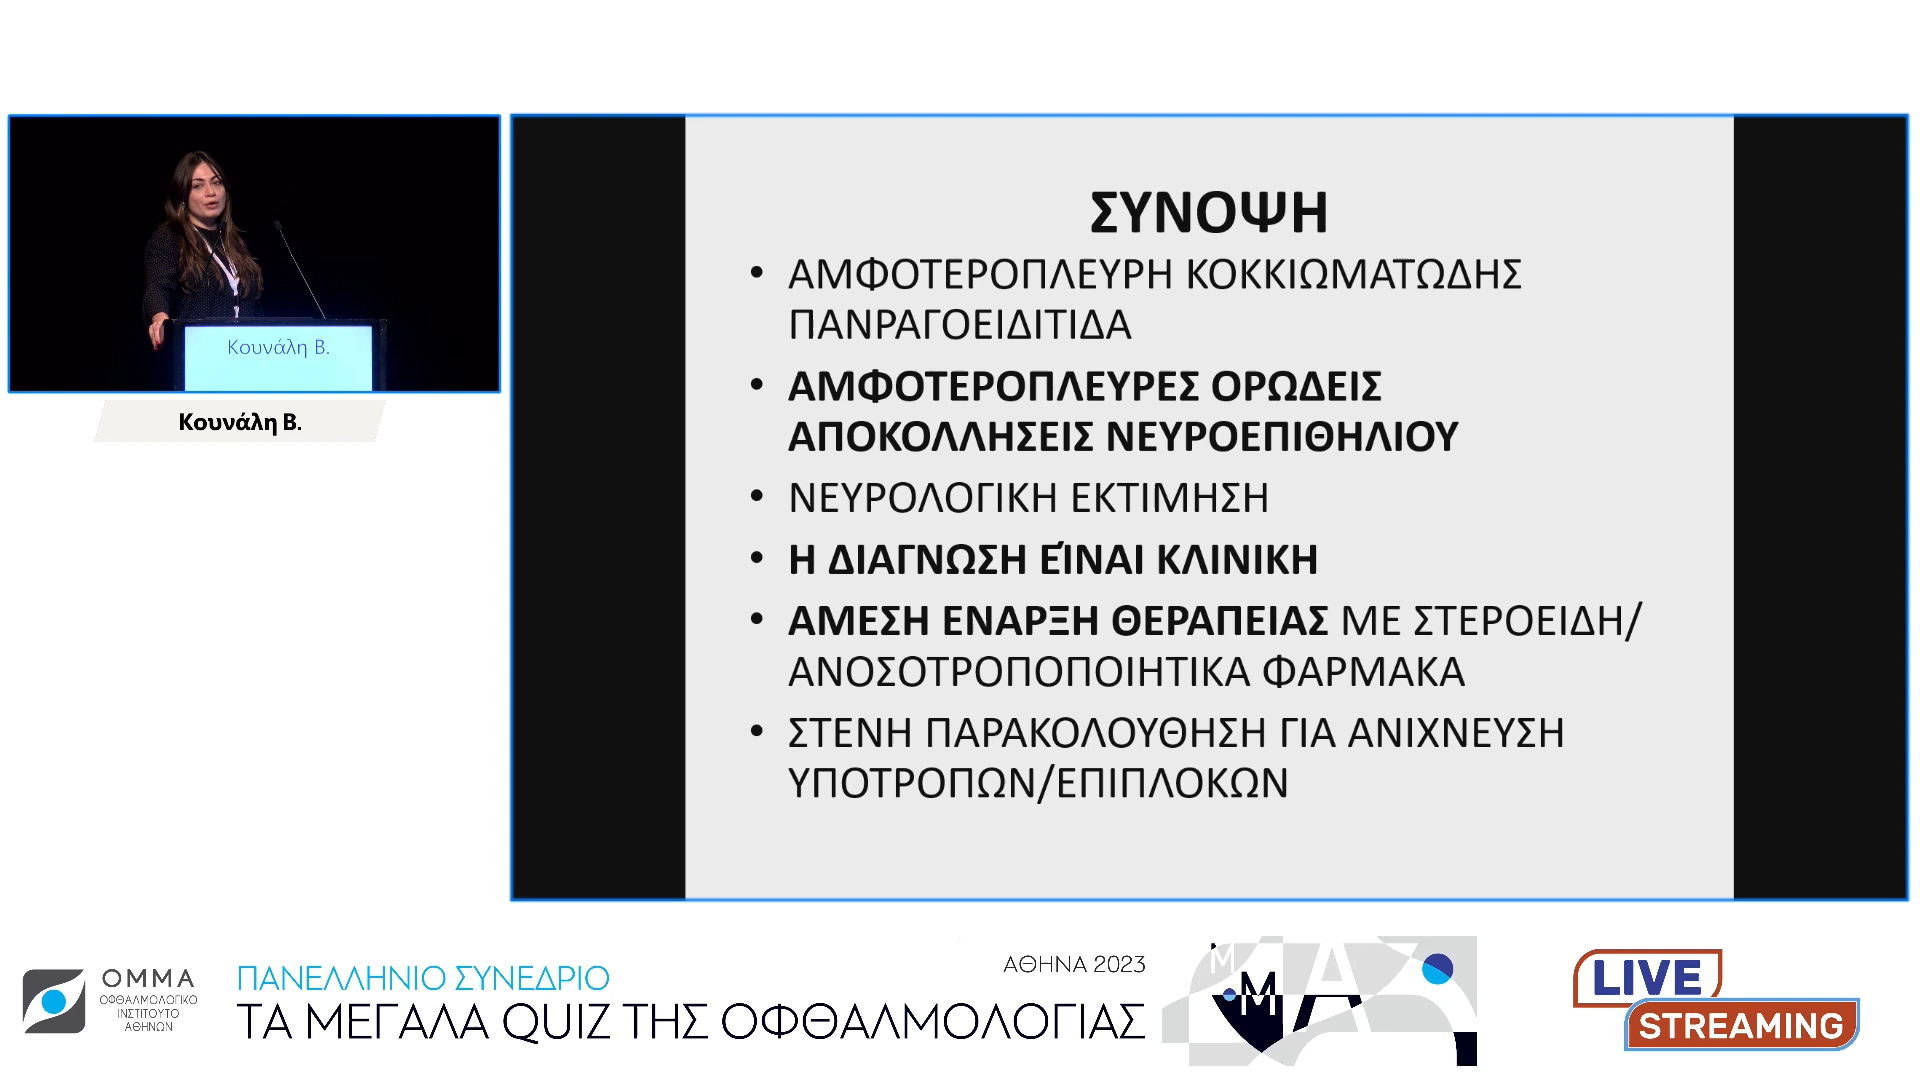 Κουνάλη Β.
Κουνάλη Β.
ΣΥΝΟΨΗ
• ΑΜΦΟΤΕΡΟΠΛΕΥΡΗ ΚΟΚΚΙΩΜΑΤΩΔΗΣ
ΠΑΝΡΑΓΟΕΙΔΙΤΙΔΑ
• ΑΜΦΟΤΕΡΟΠΛΕΥΡΕΣ ΟΡΩΔΕΙΣ
ΑΠΟΚΟΛΛΗΣΕΙΣ ΝΕΥΡΟΕΠΙΘΗΛΙΟΥ
• ΝΕΥΡΟΛΟΓΙΚΗ ΕΚΤΙΜΗΣΗ
• Η ΔΙΑΓΝΩΣΗ ΕΊΝΑΙ ΚΛΙΝΙΚΗ
• ΑΜΕΣΗ ΕΝΑΡΞΗ ΘΕΡΑΠΕΙΑΣ ΜΕ ΣΤΕΡΟΕΙΔΗ/
ΑΝΟΣΟΤΡΟΠΟΠΟΙΗΤΙΚΑ ΦΑΡΜΑΚΑ
• ΣΤΕΝΗ ΠΑΡΑΚΟΛΟΥΘΗΣΗ ΓΙΑ ΑΝΙΧΝΕΥΣΗ
ΥΠΟΤΡΟΠΩΝ/ΕΠΙΠΛΟΚΩΝ
ΟΜΜΑ
ΟΦΘΑΛΜΟΛΟΓΙΚΟ
ΙΝΣΤΙΤΟΥΤΟ
ΑΘΗΝΩΝ
ΠΑΝΕΛΛΗΝΙΟ ΣΥΝΕΔΡΙΟ
ΑΘΗΝΑ 2023
ΤΑ ΜΕΓΑΛΑ QUIZ ΤΗΣ ΟΦΘΑΛΜΟΛΟΓΙΑΣ
LIVE
STREAMING